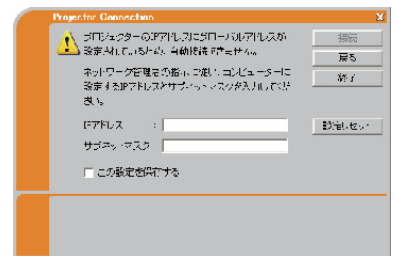 Projector Connection
プロジェクターのIPアドレスにグローバルアドレスが
設定されているため、自動接続できません。
ネットワーク管理者の指示に従い、コンピューターに
設定するIPアドレスとサブネットマスクを入力してくだ
さい。
IPアドレス :
サブネットマスク
この設定を保存する
接続
戻る
終了
設定リセット